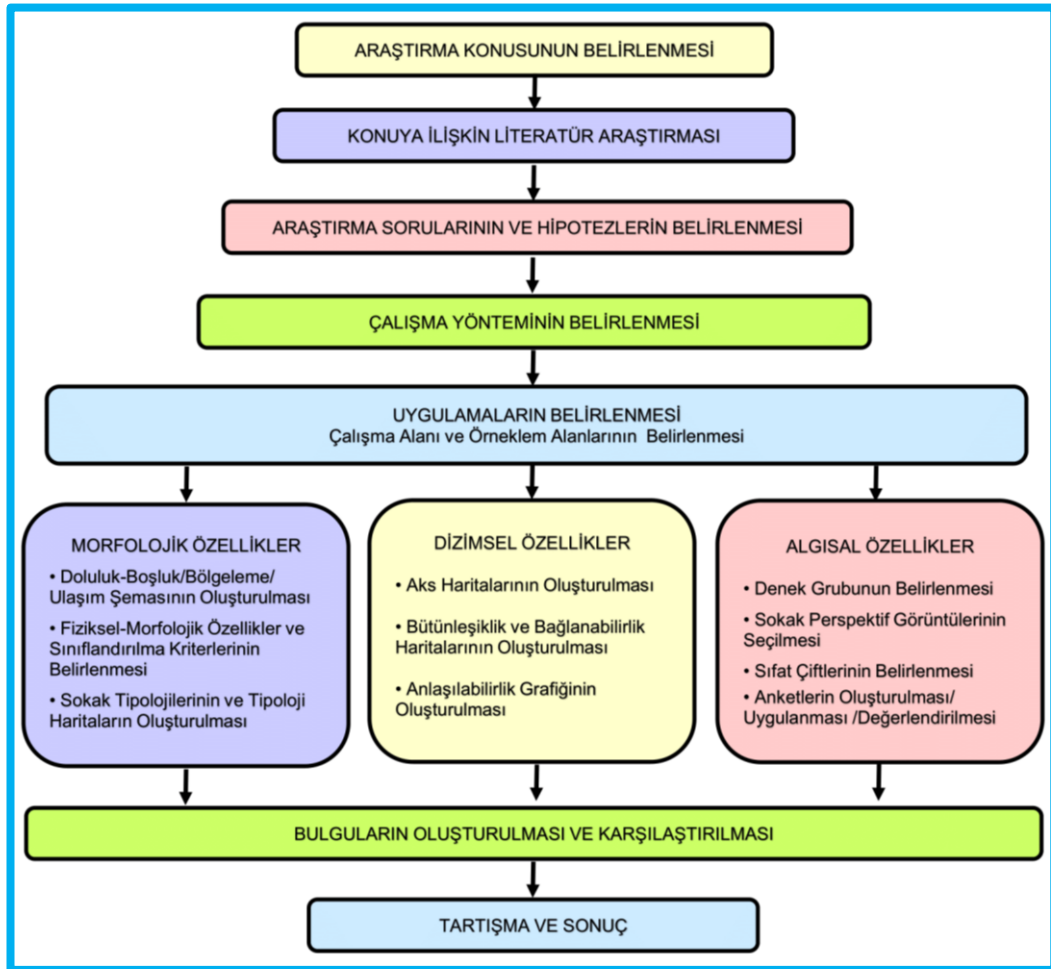 ARAŞTIRMA KONUSUNUN BELİRLENMESİ
KONUYA İLİŞKİN LİTERATÜR ARAŞTIRMASI
ARAŞTIRMA SORULARININ VE HİPOTEZLERİN BELİRLENMESİ
ÇALIŞMA YÖNTEMİNİN BELİRLENMESİ
UYGULAMALARIN BELİRLENMESİ
Çalışma Alanı ve Örneklem Alanlarının Belirlenmesi
MORFOLOJİK ÖZELLİKLER
• Doluluk-Boşluk/Bölgeleme/
Ulaşım Şemasının Oluşturulması
• Fiziksel-Morfolojik Özellikler ve
Sınıflandırılma Kriterlerinin
Belirlenmesi
• Sokak Tipolojilerinin ve Tipoloji
Haritaların Oluşturulması
DİZİMSEL ÖZELLİKLER
• Aks Haritalarının Oluşturulması
• Bütünleşiklik ve Bağlanabilirlik
Haritalarının Oluşturulması
• Anlaşılabilirlik Grafiğinin
Oluşturulması
ALGISAL ÖZELLİKLER
• Denek Grubunun Belirlenmesi
• Sokak Perspektif Görüntülerinin
Seçilmesi
• Sıfat Çiftlerinin Belirlenmesi
• Anketlerin Oluşturulması/
Uygulanması /Değerlendirilmesi
BULGULARIN OLUŞTURULMASI VE KARŞILAŞTIRILMASI
TARTIŞMA VE SONUÇ